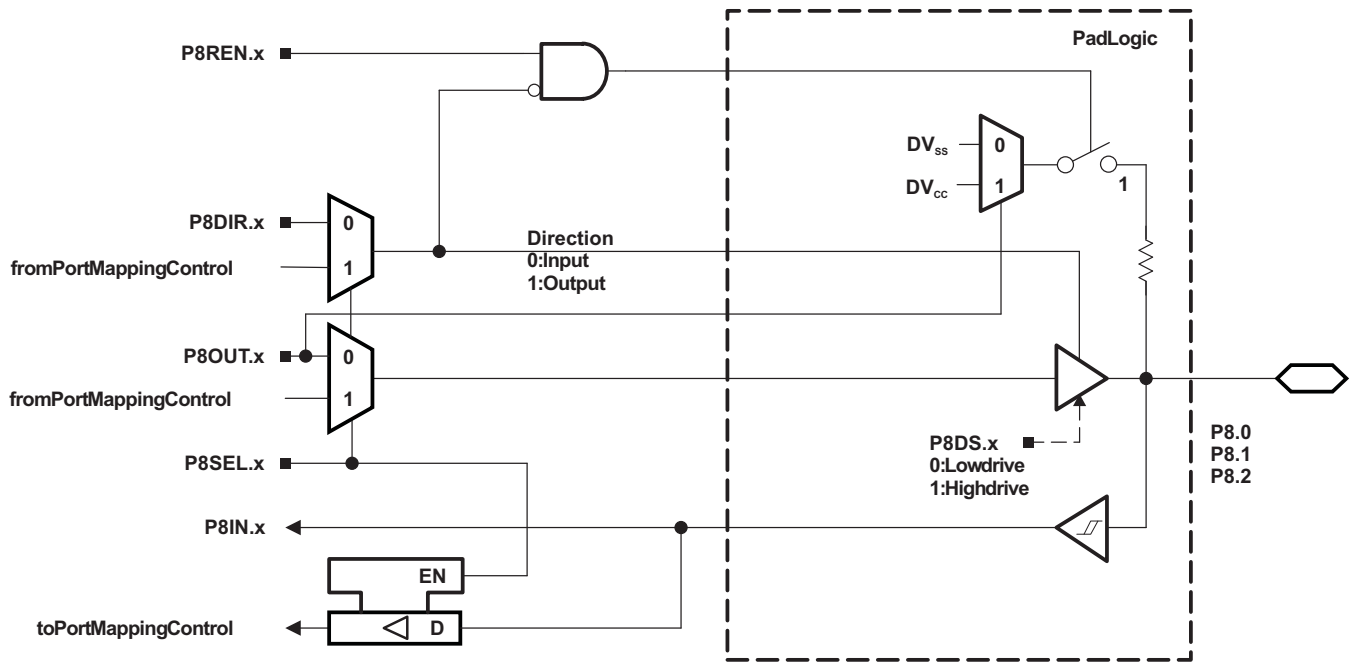 PadLogic
P8REN.x
DVss
0
DVcc
1
1
P8DIR.x
0
fromPortMappingControl
1
Direction
0:Input
1:Output
P8OUT.x
0
fromPortMappingControl
1
P8DS.x
0:Lowdrive
1:Highdrive
P8.0
P8.1
P8.2
P8SEL.x
P8IN.x
EN
toPortMappingControl
D